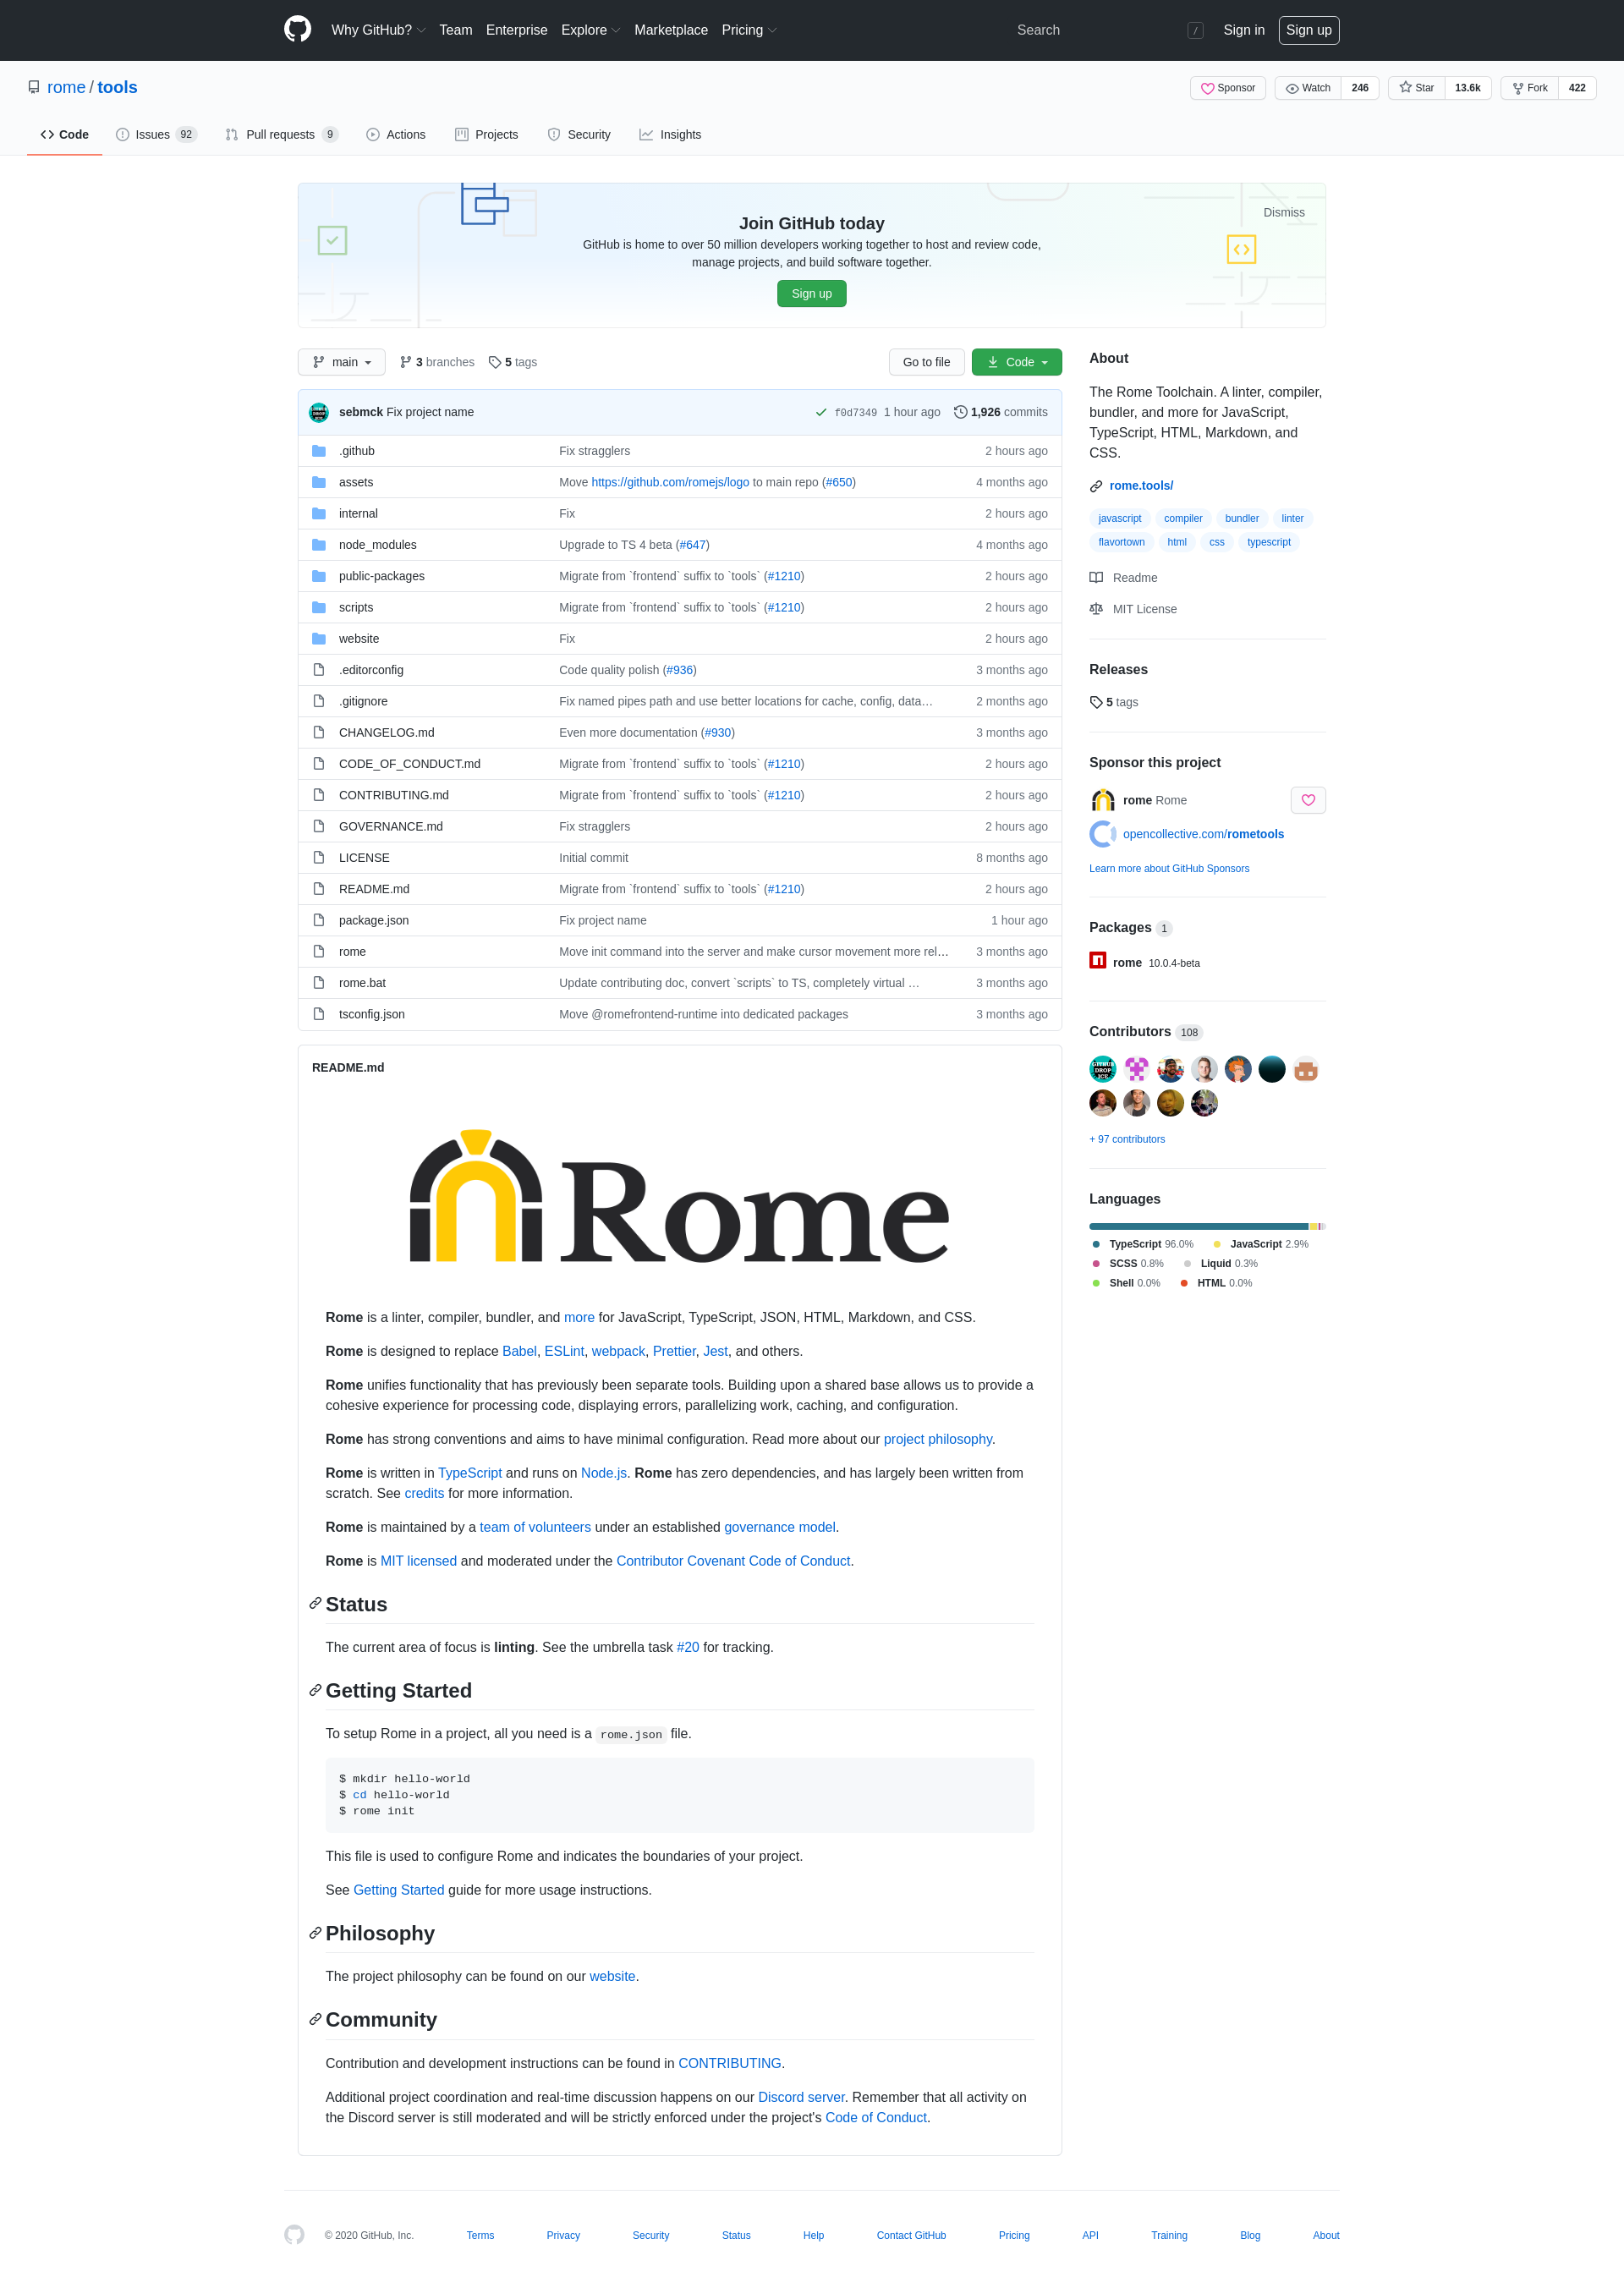 Why GitHub? Team Enterprise Explore Marketplace Pricing Search / Sign in Sign up
rome / tools
Sponsor Watch 246 Star 13.6k Fork 422
Code Issues 92 Pull requests 9 Actions Projects Security Insights
Dismiss
Join GitHub today
GitHub is home to over 50 million developers working together to host and review code,
manage projects, and build software together.
Sign up
main 3 branches 5 tags Go to file Code
sebmck Fix project name f0d7349 1 hour ago 1,926 commits
.github Fix stragglers 2 hours ago
assets Move https://github.com/romejs/logo to main repo (#650) 4 months ago
internal Fix 2 hours ago
node_modules Upgrade to TS 4 beta (#647) 4 months ago
public-packages Migrate from `frontend` suffix to `tools` (#1210) 2 hours ago
scripts Migrate from `frontend` suffix to `tools` (#1210) 2 hours ago
website Fix 2 hours ago
.editorconfig Code quality polish (#936) 3 months ago
.gitignore Fix named pipes path and use better locations for cache, config, data… 2 months ago
CHANGELOG.md Even more documentation (#930) 3 months ago
CODE_OF_CONDUCT.md Migrate from `frontend` suffix to `tools` (#1210) 2 hours ago
CONTRIBUTING.md Migrate from `frontend` suffix to `tools` (#1210) 2 hours ago
GOVERNANCE.md Fix stragglers 2 hours ago
LICENSE Initial commit 8 months ago
README.md Migrate from `frontend` suffix to `tools` (#1210) 2 hours ago
package.json Fix project name 1 hour ago
rome Move init command into the server and make cursor movement more rel… 3 months ago
rome.bat Update contributing doc, convert `scripts` to TS, completely virtual … 3 months ago
tsconfig.json Move @romefrontend-runtime into dedicated packages 3 months ago
README.md
Rome
Rome is a linter, compiler, bundler, and more for JavaScript, TypeScript, JSON, HTML, Markdown, and CSS.
Rome is designed to replace Babel, ESLint, webpack, Prettier, Jest, and others.
Rome unifies functionality that has previously been separate tools. Building upon a shared base allows us to provide a
cohesive experience for processing code, displaying errors, parallelizing work, caching, and configuration.
Rome has strong conventions and aims to have minimal configuration. Read more about our project philosophy.
Rome is written in TypeScript and runs on Node.js. Rome has zero dependencies, and has largely been written from
scratch. See credits for more information.
Rome is maintained by a team of volunteers under an established governance model.
Rome is MIT licensed and moderated under the Contributor Covenant Code of Conduct.
Status
The current area of focus is linting. See the umbrella task #20 for tracking.
Getting Started
To setup Rome in a project, all you need is a rome.json file.
$ mkdir hello-world
$ cd hello-world
$ rome init
This file is used to configure Rome and indicates the boundaries of your project.
See Getting Started guide for more usage instructions.
Philosophy
The project philosophy can be found on our website.
Community
Contribution and development instructions can be found in CONTRIBUTING.
Additional project coordination and real-time discussion happens on our Discord server. Remember that all activity on
the Discord server is still moderated and will be strictly enforced under the project's Code of Conduct.
About
The Rome Toolchain. A linter, compiler,
bundler, and more for JavaScript,
TypeScript, HTML, Markdown, and
CSS.
rome.tools/
javascript compiler bundler linter
flavortown html css typescript
Readme
MIT License
Releases
5 tags
Sponsor this project
rome Rome
opencollective.com/rometools
Learn more about GitHub Sponsors
Packages 1
rome 10.0.4-beta
Contributors 108
+ 97 contributors
Languages
TypeScript 96.0% JavaScript 2.9%
SCSS 0.8% Liquid 0.3%
Shell 0.0% HTML 0.0%
© 2020 GitHub, Inc. Terms Privacy Security Status Help Contact GitHub Pricing API Training Blog About